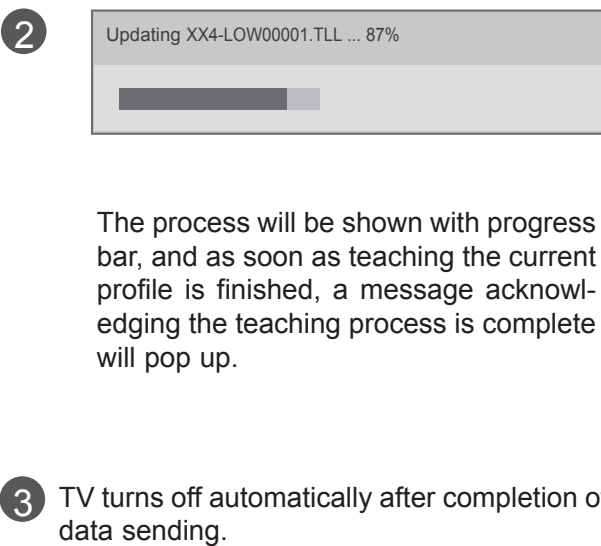 2
Updating XX4-LOW00001.TLL ... 87%
The process will be shown with progress
bar, and as soon as teaching the current
profile is finished, a message acknowl-
edging the teaching process is complete
will pop up.
3 TV turns off automatically after completion o
data sending.